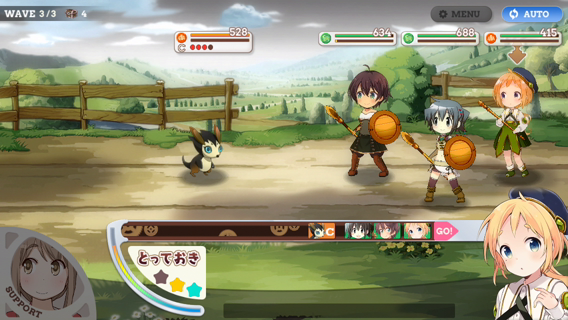 WAVE 3/3 4
MENU
AUTO
528
C
634
688
415
C
GO!
とっておき
SUPPORT